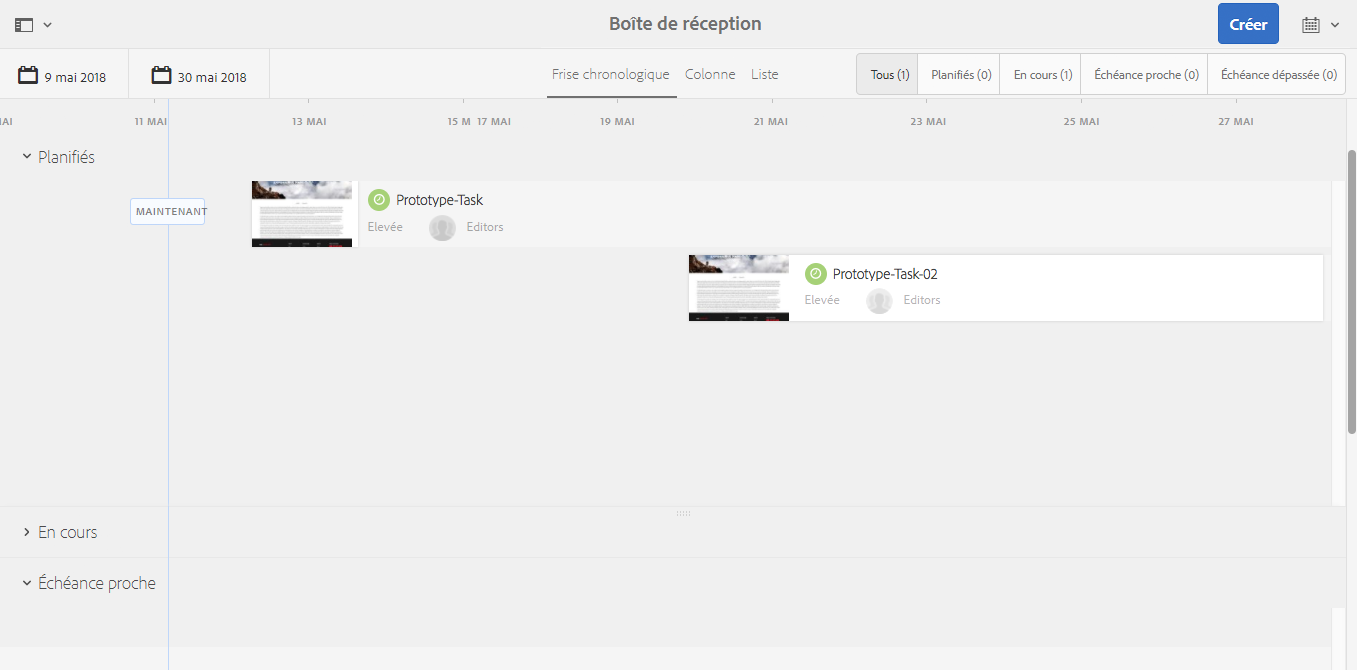 Boîte de réception
Créer
9 mai 2018
30 mai 2018
Frise chronologique Colonne Liste
Tous (1) Planifiés (0) En cours (1) Échéance proche (0) Échéance dépassée (0)
AI 11 MAI 13 MAI 15 M 17 MAI 19 MAI 21 MAI 23 MAI 25 MAI 27 MAI
Planifiés
MAINTENANT
Prototype-Task
Elevée Editors
Prototype-Task-02
Elevée Editors
En cours
Échéance proche